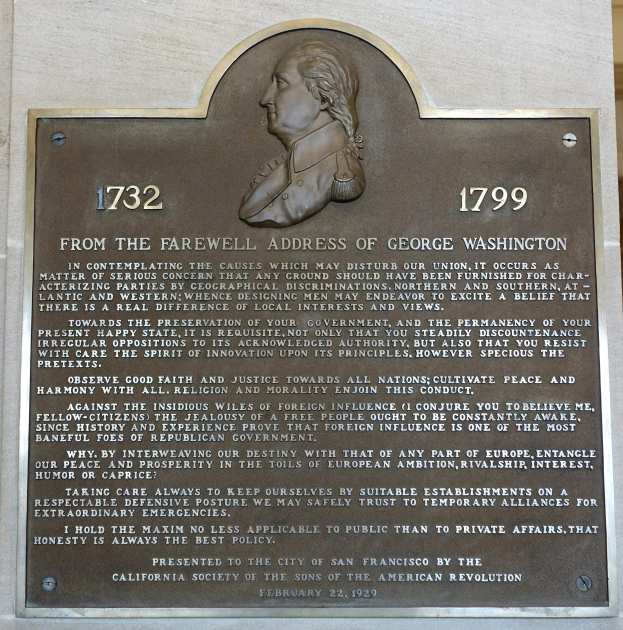 1732
1799
FROM THE FAREWELL ADDRESS OF GEORGE WASHINGTON
IN CONTEMPLATING THE CAUSES WHICH MAY DISTURB OUR UNION, IT OCCURS AS
MATTER OF SERIOUS CONCERN THAT ANY GROUND SHOULD HAVE BEEN FURNISHED FOR CHAR-
ACTERIZING PARTIES BY GEOGRAPHICAL DISCRIMINATIONS, NORTHERN AND SOUTHERN, AT-
LANTIC AND WESTERN; WHENCE DESIGNING MEN MAY ENDEAVOR TO EXCITE A BELIEF THAT
THERE IS A REAL DIFFERENCE OF LOCAL INTERESTS AND VIEWS.
TOWARDS THE PRESERVATION OF YOUR GOVERNMENT, AND THE PERMANENCY OF YOUR
PRESENT HAPPY STATE, IT IS REQUISITE, NOT ONLY THAT YOU STEADILY DISCOUNTENANCE
IRREGULAR OPPOSITIONS TO ITS ACKNOWLEDGED AUTHORITY, BUT ALSO THAT YOU RESIST
WITH CARE THE SPIRIT OF INNOVATION UPON ITS PRINCIPLES, HOWEVER SPECIOUS THE
PRETEXTS.
OBSERVE GOOD FAITH AND JUSTICE TOWARDS ALL NATIONS; CULTIVATE PEACE AND
HARMONY WITH ALL. RELIGION AND MORALITY ENJOIN THIS CONDUCT.
AGAINST THE INSIDIOUS WILES OF FOREIGN INFLUENCE (I CONJURE YOU TO BELIEVE ME,
FELLOW-CITIZENS) THE JEALOUSY OF A FREE PEOPLE OUGHT TO BE CONSTANTLY AWAKE,
SINCE HISTORY AND EXPERIENCE PROVE THAT FOREIGN INFLUENCE IS ONE OF THE MOST
BANEFUL FOES OF REPUBLICAN GOVERNMENT.
WHY, BY INTERWEAVING OUR DESTINY WITH THAT OF ANY PART OF EUROPE, ENTANGLE
OUR PEACE AND PROSPERITY IN THE TOILS OF EUROPEAN AMBITION, RIVALSHIP, INTEREST,
HUMOR OR CAPRICE?
TAKING CARE ALWAYS TO KEEP OURSELVES BY SUITABLE ESTABLISHMENTS ON A
RESPECTABLE DEFENSIVE POSTURE WE MAY SAFELY TRUST TO TEMPORARY ALLIANCES FOR
EXTRAORDINARY EMERGENCIES.
I HOLD THE MAXIM NO LESS APPLICABLE TO PUBLIC THAN TO PRIVATE AFFAIRS, THAT
HONESTY IS ALWAYS THE BEST POLICY.
PRESENTED TO THE CITY OF SAN FRANCISCO BY THE
CALIFORNIA SOCIETY OF THE SONS OF THE AMERICAN REVOLUTION
FEBRUARY 22, 1929